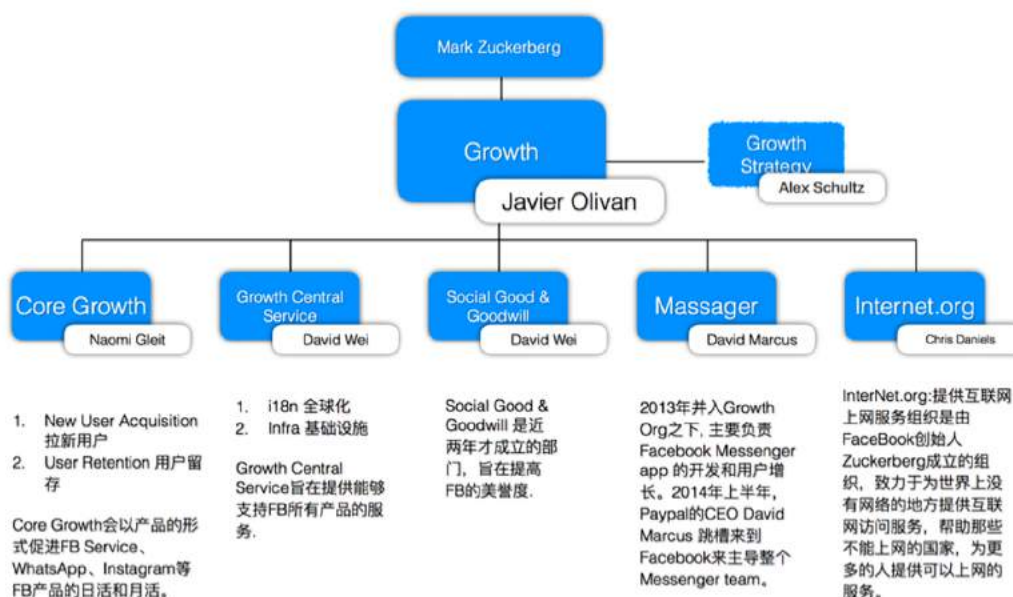 Mark Zuckerberg
Growth
Javier Olivan
Growth
Strategy
Alex Schultz
Core Growth
Naomi Gleit
Growth Central
Service
David Wei
Social Good &
Goodwill
David Wei
Massager
David Marcus
Internet.org
Chris Daniels
1. New User Acquisition
拉新用户
2. User Retention 用户留
存
Core Growth会以产品的形
式促进FB Service、
WhatsApp、Instagram等
FB产品的日活和月活。
1. i18n 全球化
2. Infra 基础设施
Growth Central
Service旨在提供能够
支持FB所有产品的服
务.
Social Good &
Goodwill 是近
两年才成立的部
门，旨在提高
FB的美誉度.
2013年并入Growth
Org之下, 主要负责
Facebook Messenger
app 的开发和用户增
长。2014年上半年，
Paypal的CEO David
Marcus 跳槽来到
Facebook来主导整个
Messenger team。
InterNet.org:提供互联网
上网服务组织是由
FaceBook创始人
Zuckerberg成立的组
织，致力于为世界上没
有网络的地方提供互联
网访问服务，帮助那些
不能上网的国家，为更
多的人提供可以上网的
服务。